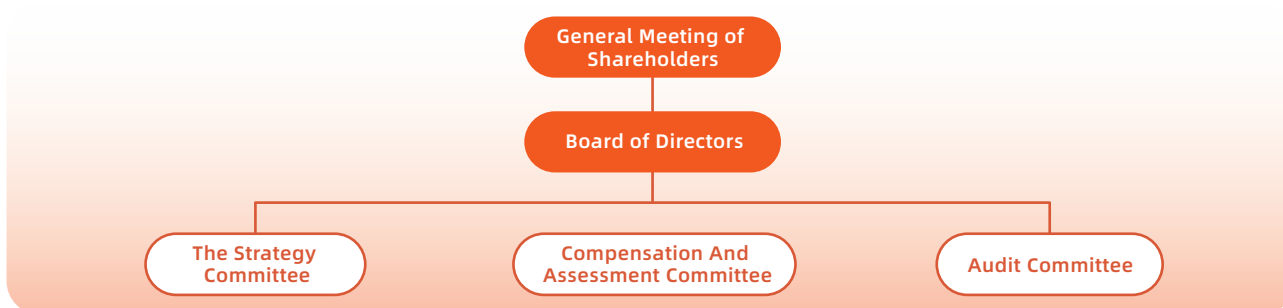 General Meeting of
Shareholders
Board of Directors
The Strategy
Committee
Compensation And
Assessment Committee
Audit Committee